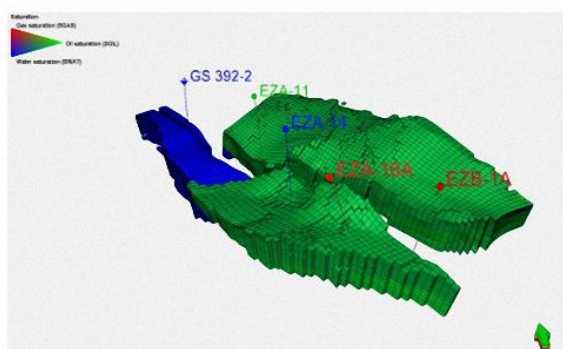 Saturation
Gas saturation (SGAS)
Oil saturation (SOIL)
Water saturation (SWAT)
GS 392-2
EZA-11
EZA-14
EZA-16A
EZB-1A